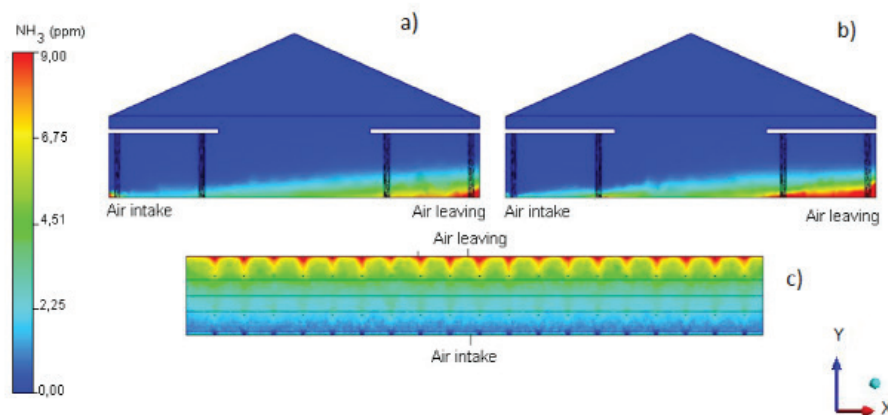 NH3 (ppm)
9,00
6,75
4,51
2,25
0,00
a)
Air intake
Air leaving
b)
Air intake
Air leaving
Air leaving
c)
Air intake
Y
X